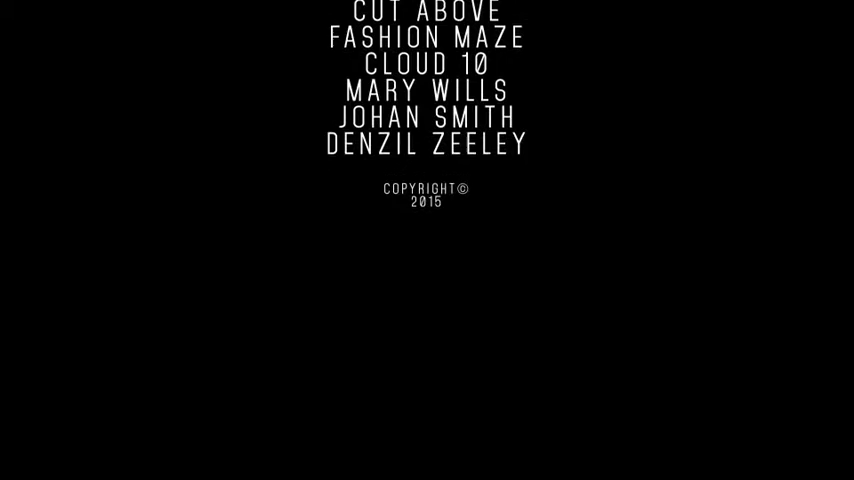 CUT ABOVE
FASHION MAZE
CLOUD 10
MARY WILLS
JOHAN SMITH
DENZIL ZEELEY
COPYRIGHT©
2015